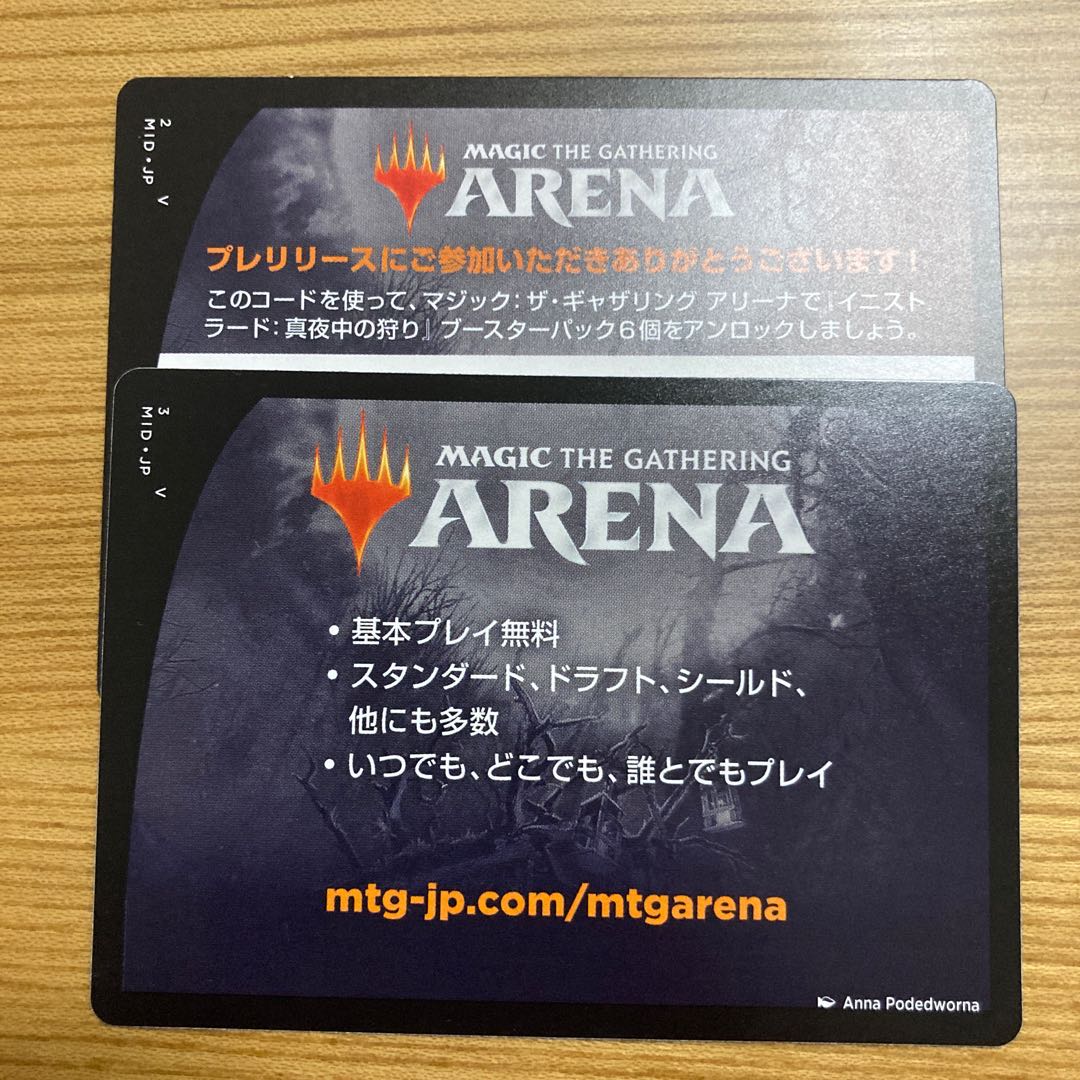 2
MID • JP V
MAGIC THE GATHERING
ARENA
プレリリースにご参加いただきありがとうございます！
このコードを使って、マジック：ザ・ギャザリング アリーナで『イニスト
ラード：真夜中の狩り』ブースターパック6個をアンロックしましょう。
3
MID • JP V
MAGIC THE GATHERING
ARENA
• 基本プレイ無料
• スタンダード、ドラフト、シールド、
他にも多数
• いつでも、どこでも、誰とでもプレイ
mtg-jp.com/mtgarena
Anna Podedworna